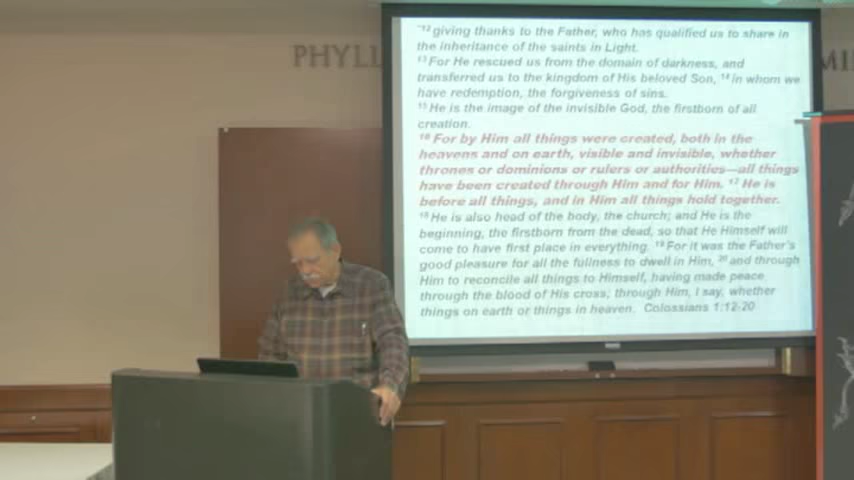 PHYLL
"¹²giving thanks to the Father, who has qualified us to share in
the inheritance of the saints in Light.
¹³For He rescued us from the domain of darkness, and
transferred us to the kingdom of His beloved Son, ¹⁴in whom we
have redemption, the forgiveness of sins.
¹⁵He is the image of the invisible God, the firstborn of all
creation.
¹⁶For by Him all things were created, both in the
heavens and on earth, visible and invisible, whether
thrones or dominions or rulers or authorities—all things
have been created through Him and for Him. ¹⁷He is
before all things, and in Him all things hold together.
¹⁸He is also head of the body, the church; and He is the
beginning, the firstborn from the dead, so that He Himself will
come to have first place in everything. ¹⁹For it was the Father's
good pleasure for all the fullness to dwell in Him, ²⁰and through
Him to reconcile all things to Himself, having made peace
through the blood of His cross; through Him, I say, whether
things on earth or things in heaven. Colossians 1:12-20